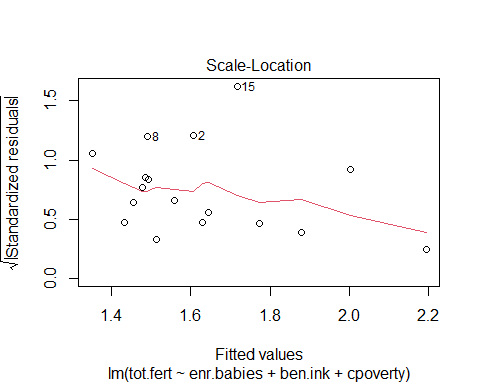 Scale-Location
√|Standardized residuals|
0.0 0.5 1.0 1.5
15
8
2
1.4 1.6 1.8 2.0 2.2
Fitted values
lm(tot.fert ~ enr.babies + ben.ink + cpoverty)